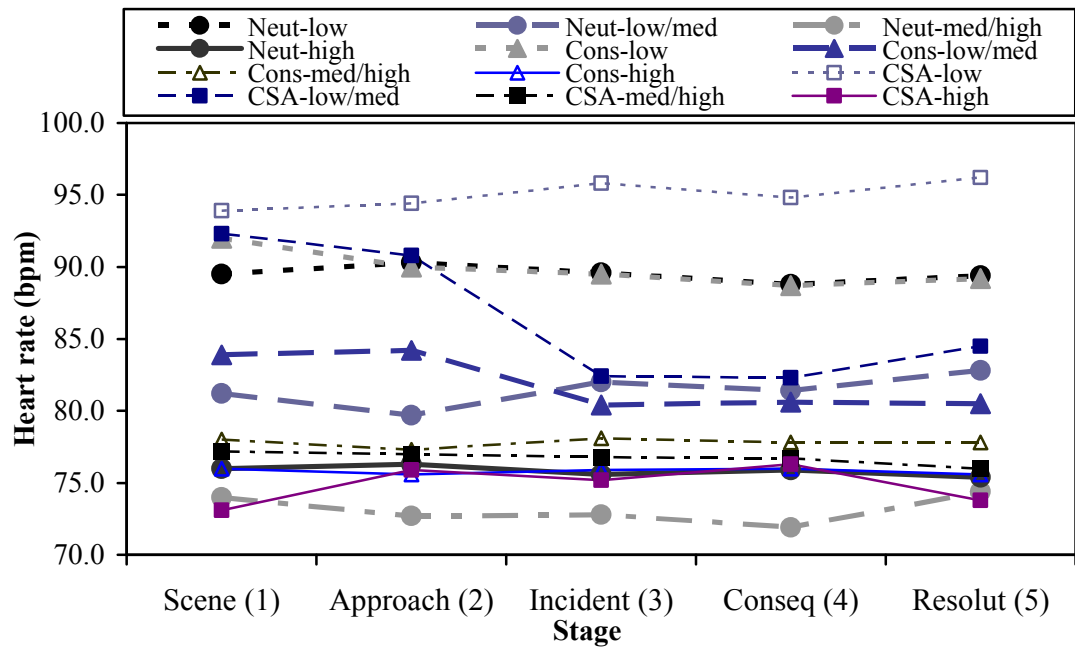 Neut-low Neut-low/med Neut-med/high
Neut-high Cons-low Cons-low/med
Cons-med/high Cons-high CSA-low
CSA-low/med CSA-med/high CSA-high
100.0
95.0
90.0
85.0
80.0
75.0
70.0
Heart rate (bpm)
Scene (1) Approach (2) Incident (3) Conseq (4) Resolut (5)
Stage